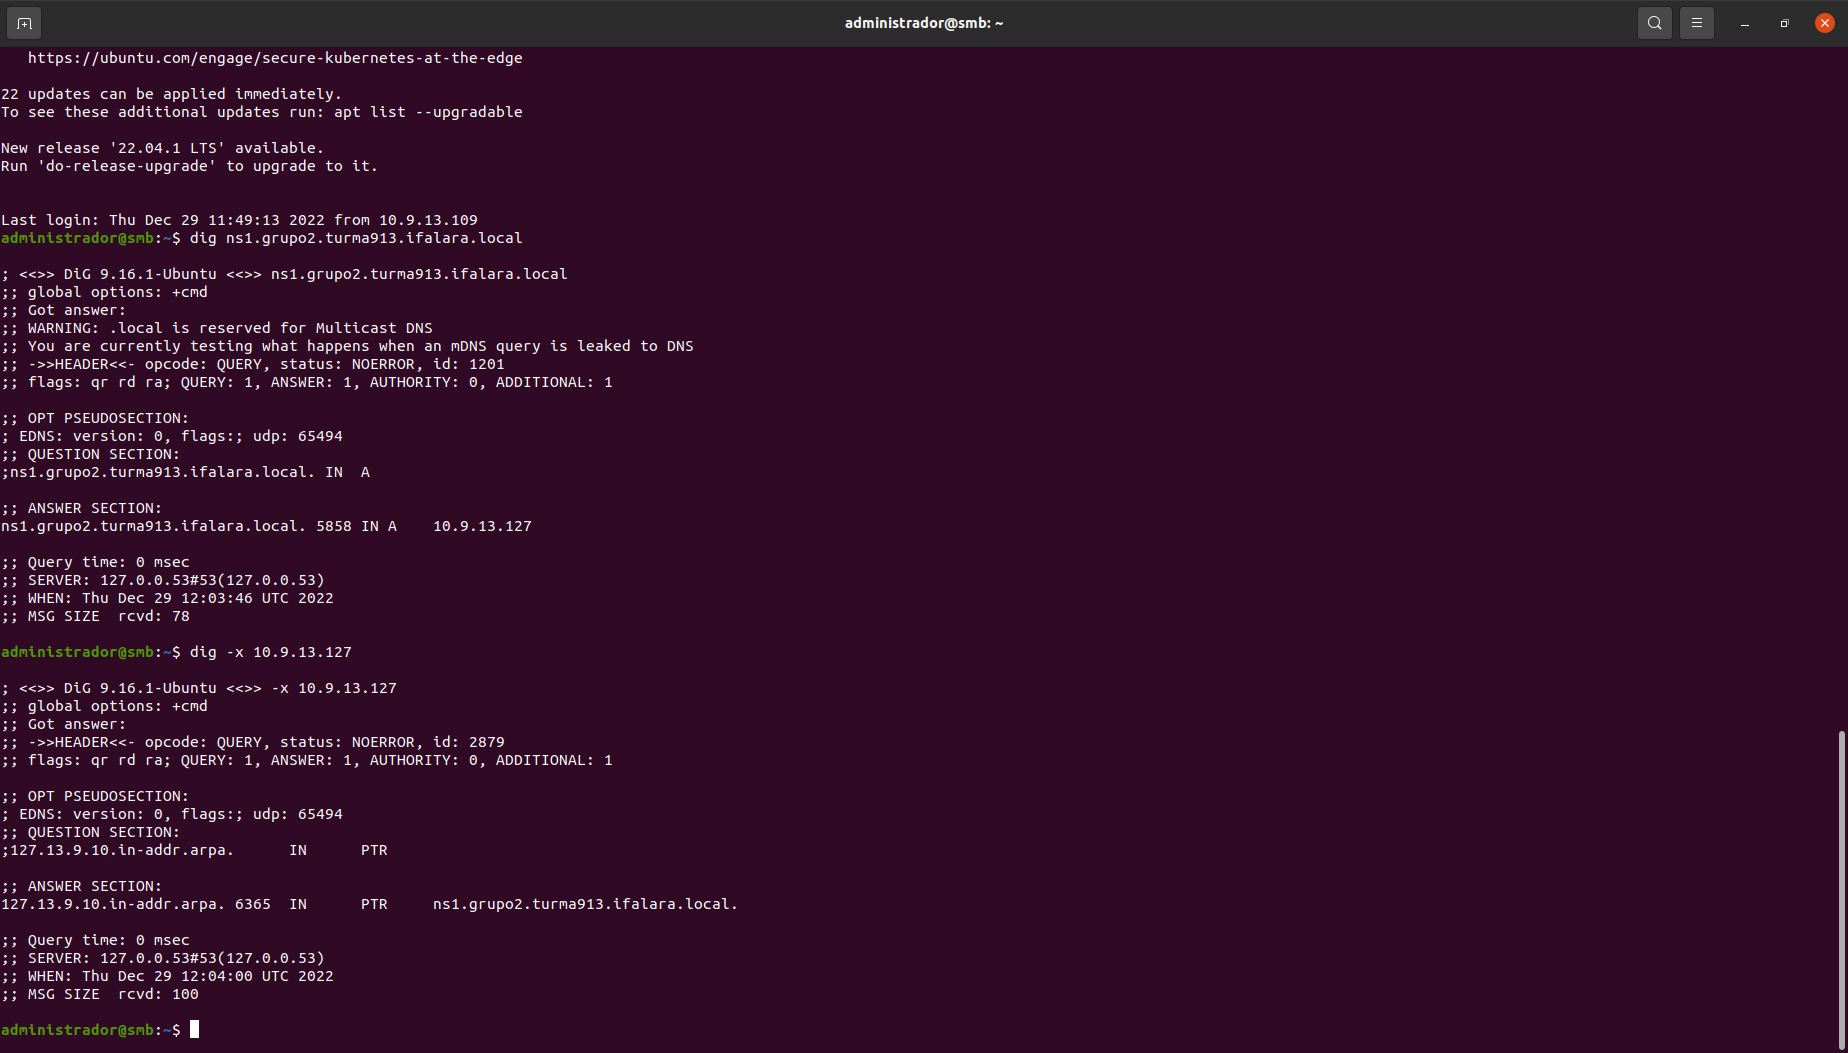 administrador@smb: ~
https://ubuntu.com/engage/secure-kubernetes-at-the-edge
22 updates can be applied immediately.
To see these additional updates run: apt list --upgradable
New release '22.04.1 LTS' available.
Run 'do-release-upgrade' to upgrade to it.
Last login: Thu Dec 29 11:49:13 2022 from 10.9.13.109
administrador@smb:~$ dig ns1.grupo2.turma913.ifalara.local
; <<>> DiG 9.16.1-Ubuntu <<>> ns1.grupo2.turma913.ifalara.local
;; global options: +cmd
;; Got answer:
;; WARNING: .local is reserved for Multicast DNS
;; You are currently testing what happens when an mDNS query is leaked to DNS
;; ->>HEADER<<- opcode: QUERY, status: NOERROR, id: 1201
;; flags: qr rd ra; QUERY: 1, ANSWER: 1, AUTHORITY: 0, ADDITIONAL: 1
;; OPT PSEUDOSECTION:
; EDNS: version: 0, flags:; udp: 65494
;; QUESTION SECTION:
;ns1.grupo2.turma913.ifalara.local. IN  A
;; ANSWER SECTION:
ns1.grupo2.turma913.ifalara.local. 5858 IN A    10.9.13.127
;; Query time: 0 msec
;; SERVER: 127.0.0.53#53(127.0.0.53)
;; WHEN: Thu Dec 29 12:03:46 UTC 2022
;; MSG SIZE  rcvd: 78
administrador@smb:~$ dig -x 10.9.13.127
; <<>> DiG 9.16.1-Ubuntu <<>> -x 10.9.13.127
;; global options: +cmd
;; Got answer:
;; ->>HEADER<<- opcode: QUERY, status: NOERROR, id: 2879
;; flags: qr rd ra; QUERY: 1, ANSWER: 1, AUTHORITY: 0, ADDITIONAL: 1
;; OPT PSEUDOSECTION:
; EDNS: version: 0, flags:; udp: 65494
;; QUESTION SECTION:
;127.13.9.10.in-addr.arpa.      IN      PTR
;; ANSWER SECTION:
127.13.9.10.in-addr.arpa. 6365  IN      PTR     ns1.grupo2.turma913.ifalara.local.
;; Query time: 0 msec
;; SERVER: 127.0.0.53#53(127.0.0.53)
;; WHEN: Thu Dec 29 12:04:00 UTC 2022
;; MSG SIZE  rcvd: 100
administrador@smb:~$